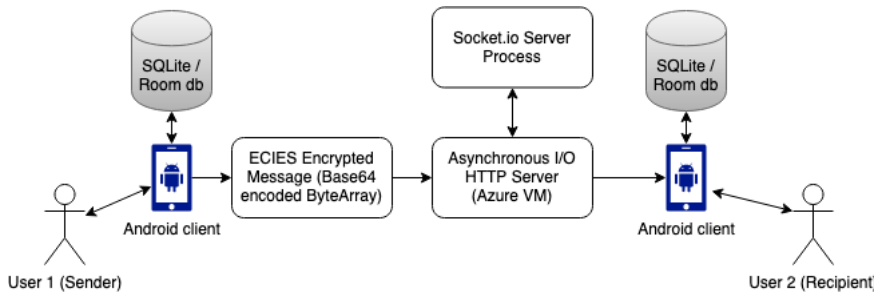 SQLite /
Room db
Socket.io Server
Process
SQLite /
Room db
ECIES Encrypted
Message (Base64
encoded ByteArray)
Asynchronous I/O
HTTP Server
(Azure VM)
Android client
Android client
User 1 (Sender)
User 2 (Recipient)